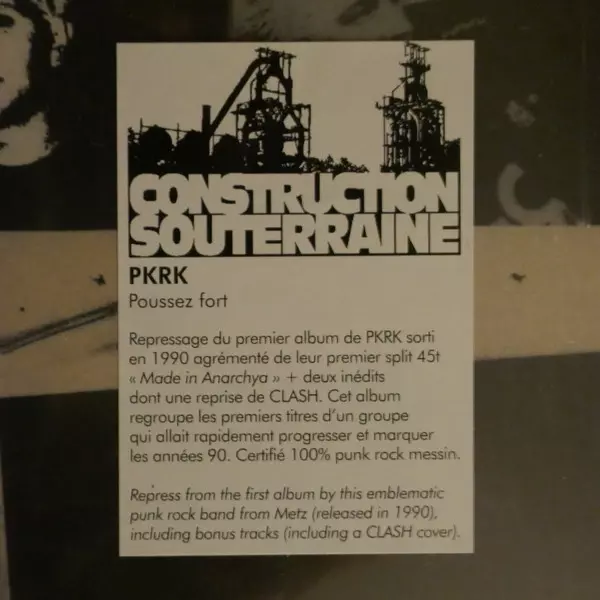 CONSTRUCTION
SOUTERRAINE
PKRK
Poussez fort
Repressage du premier album de PKRK sorti
en 1990 agrémenté de leur premier split 45t
« Made in Anarchya » + deux inédits
dont une reprise de CLASH. Cet album
regroupe les premiers titres d’un groupe
qui allait rapidement progresser et marquer
les années 90. Certifié 100% punk rock messin.
Repress from the first album by this emblematic
punk rock band from Metz (released in 1990),
including bonus tracks (including a CLASH cover).